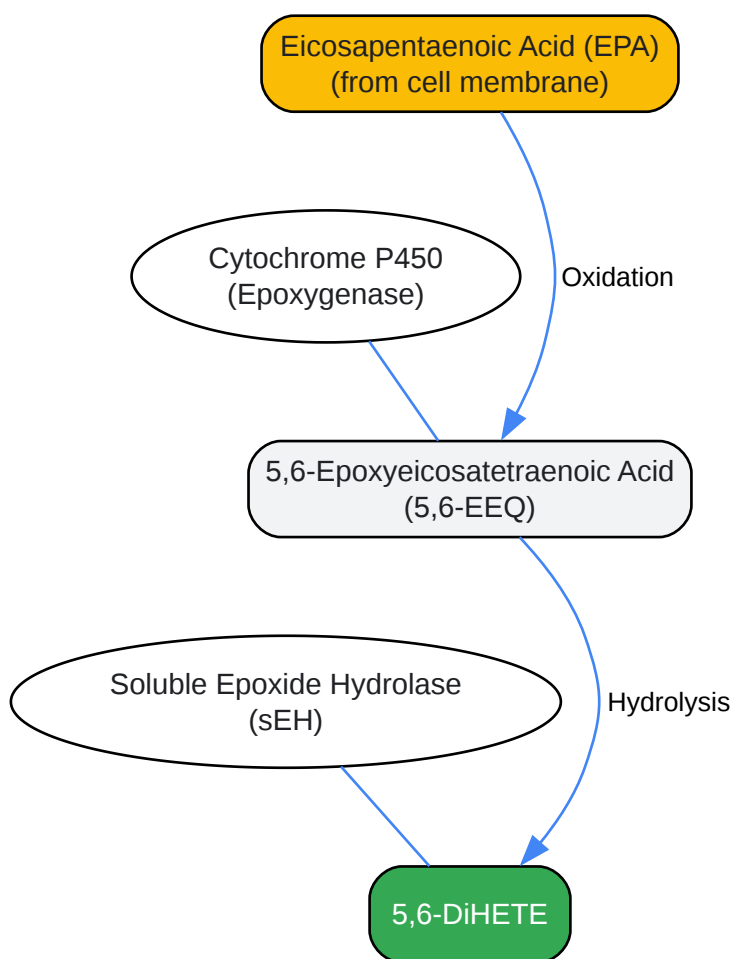 Eicosapentaenoic Acid (EPA)
(from cell membrane)
Cytochrome P450
(Epoxygenase)
Oxidation
5,6-Epoxyeicosatetraenoic Acid
(5,6-EEQ)
Soluble Epoxide Hydrolase
(sEH)
Hydrolysis
5,6-DiHETE